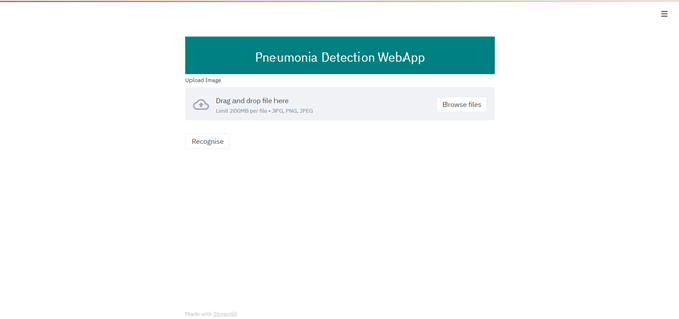 Pneumonia Detection WebApp
Upload Image
Drag and drop file here
Limit 200MB per file • JPG, PNG, JPEG
Browse files
Recognise
Made with Streamlit